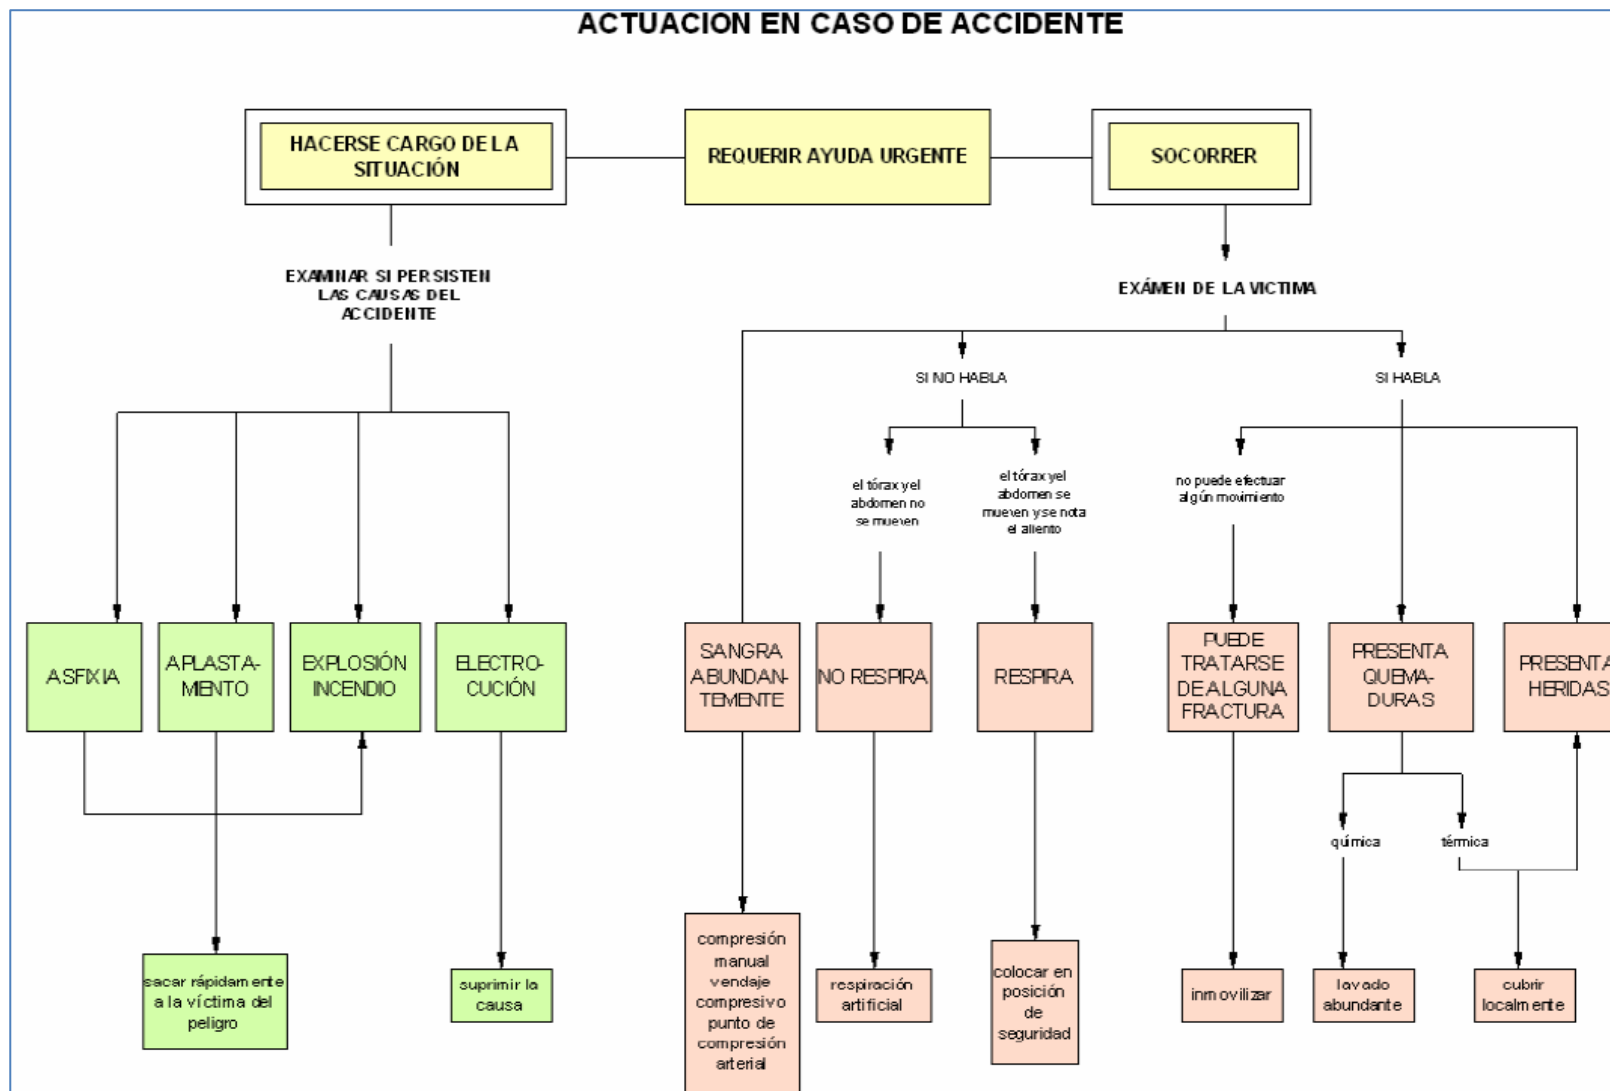 ACTUACION EN CASO DE ACCIDENTE
HACERSE CARGO DE LA
SITUACIÓN
REQUERIR AYUDA URGENTE
SOCORRER
EXAMINAR SI PERSISTEN
LAS CAUSAS DEL
ACCIDENTE
EXÁMEN DE LA VICTIMA
SI NO HABLA
SI HABLA
el tórax y el
abdomen no
se mueven
el tórax y el
abdomen se
mueven y se nota
el aliento
no puede efectuar
algún movimiento
ASFIXIA
APLASTA-
MIENTO
EXPLOSIÓN
INCENDIO
ELECTRO-
CUCIÓN
SANGRA
ABUNDAN-
TEMENTE
NO RESPIRA
RESPIRA
PUEDE
TRATARSE
DE ALGUNA
FRACTURA
PRESENTA
QUEMA-
DURAS
PRESENTA
HERIDAS
química
térmica
sacar rápidamente
a la víctima del
peligro
suprimir la
causa
compresión
manual
vendaje
compresivo
punto de
compresión
arterial
respiración
artificial
colocar en
posición
de
seguridad
inmovilizar
lavado
abundante
cubrir
localmente